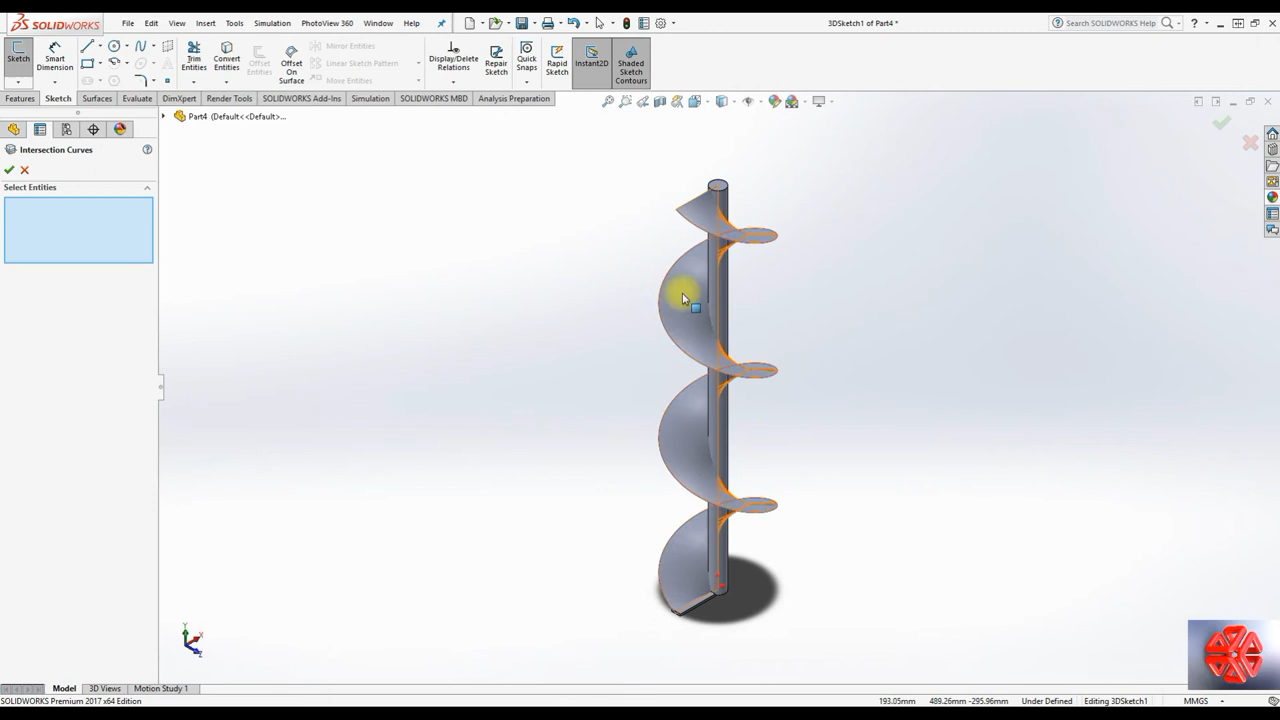 SOLIDWORKS File Edit View Insert Tools Simulation PhotoView 360 Window Help 3DSketch1 of Part4 * Search SOLIDWORKS Help ?
Sketch Smart Dimension Trim Entities Convert Entities Offset Entities Offset On Surface Mirror Entities Linear Sketch Pattern Move Entities Display/Delete Relations Repair Sketch Quick Snaps Rapid Sketch Instant2D Shaded Sketch Contours
Features Sketch Surfaces Evaluate DimXpert Render Tools SOLIDWORKS Add-Ins Simulation SOLIDWORKS MBD Analysis Preparation
Part4 (Default<<Default>...
Intersection Curves ?
Select Entities
Y
X
Z
Model 3D Views Motion Study 1
SOLIDWORKS Premium 2017 x64 Edition 193.05mm 489.26mm -295.96mm Under Defined Editing 3DSketch1 MMGS